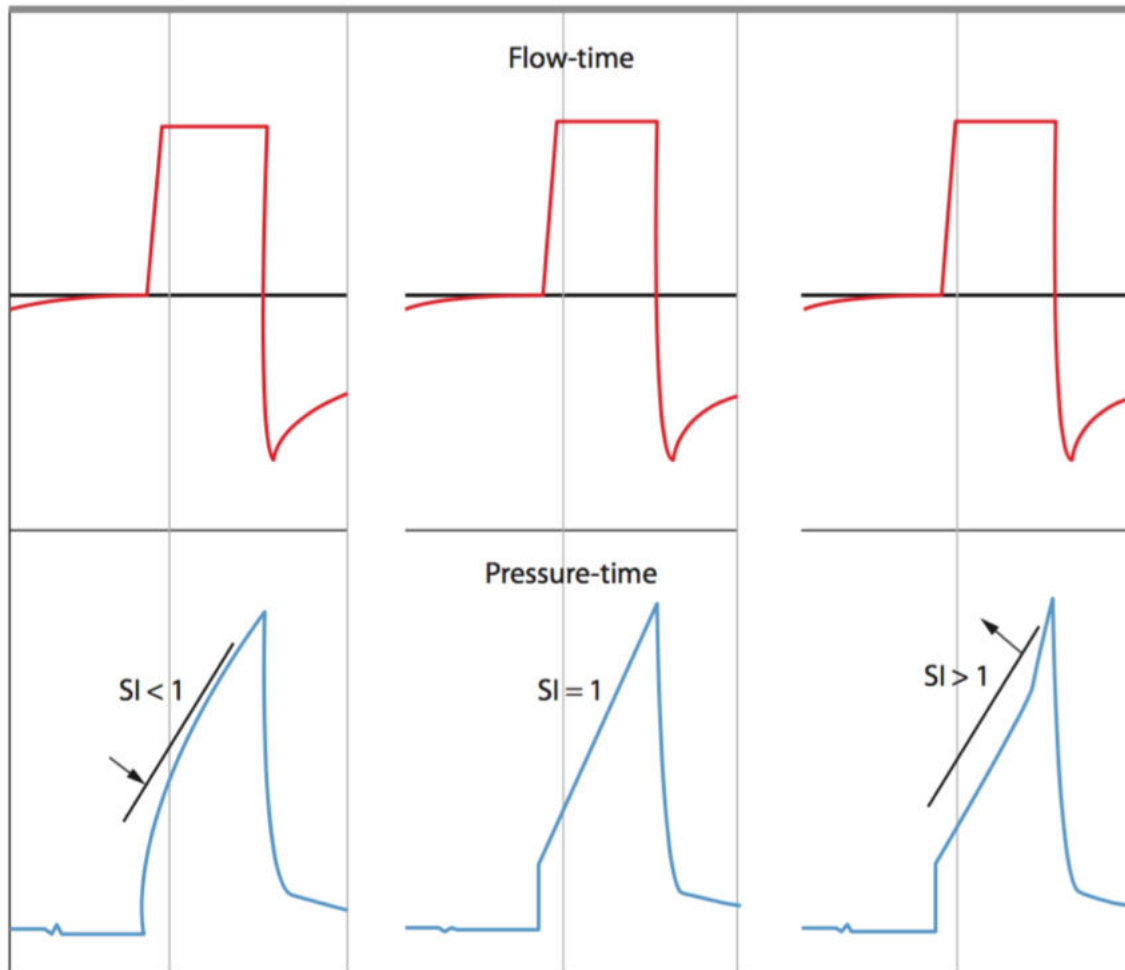 Flow-time
Pressure-time
SI < 1
SI = 1
SI > 1